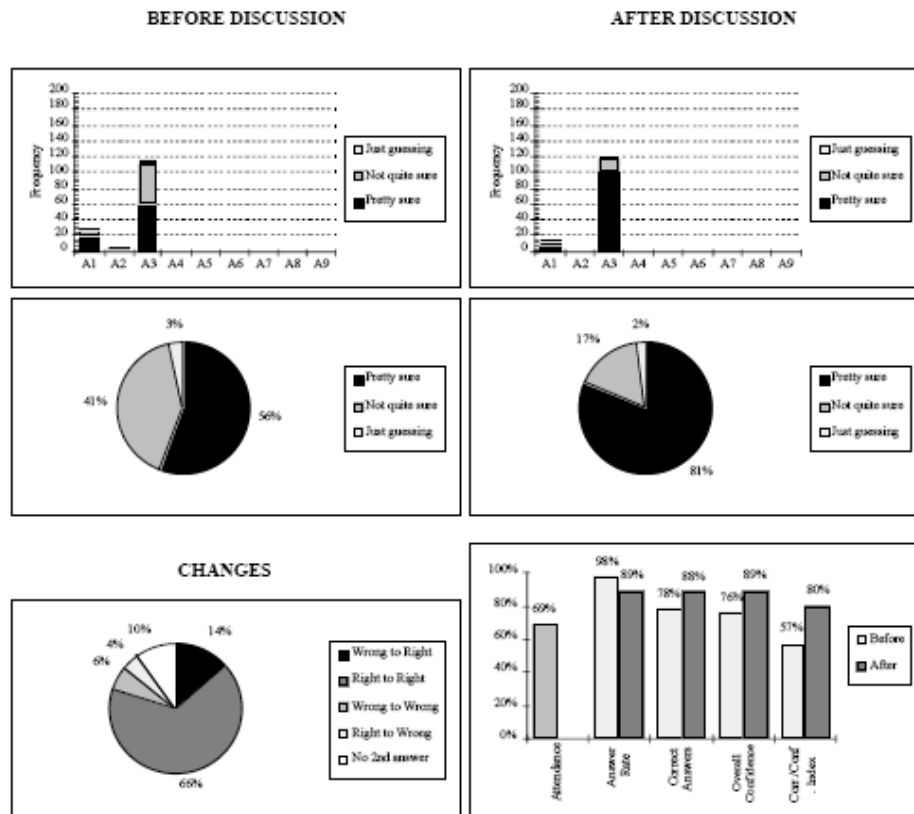 BEFORE DISCUSSION
AFTER DISCUSSION
Frequency
200
180
160
140
120
100
80
60
40
20
0
A1 A2 A3 A4 A5 A6 A7 A8 A9
Just guessing
Not quite sure
Pretty sure
Frequency
200
180
160
140
120
100
80
60
40
20
0
A1 A2 A3 A4 A5 A6 A7 A8 A9
Just guessing
Not quite sure
Pretty sure
3%
41%
56%
Pretty sure
Not quite sure
Just guessing
2%
17%
81%
Pretty sure
Not quite sure
Just guessing
CHANGES
10%
14%
4%
6%
66%
Wrong to Right
Right to Right
Wrong to Wrong
Right to Wrong
No 2nd answer
100%
80%
60%
40%
20%
0%
69%
98%
89%
78%
88%
76%
89%
57%
80%
Attendance
Answer
Rate
Correct
Answers
Overall
Confidence
Corr/Conf
. Index
Before
After